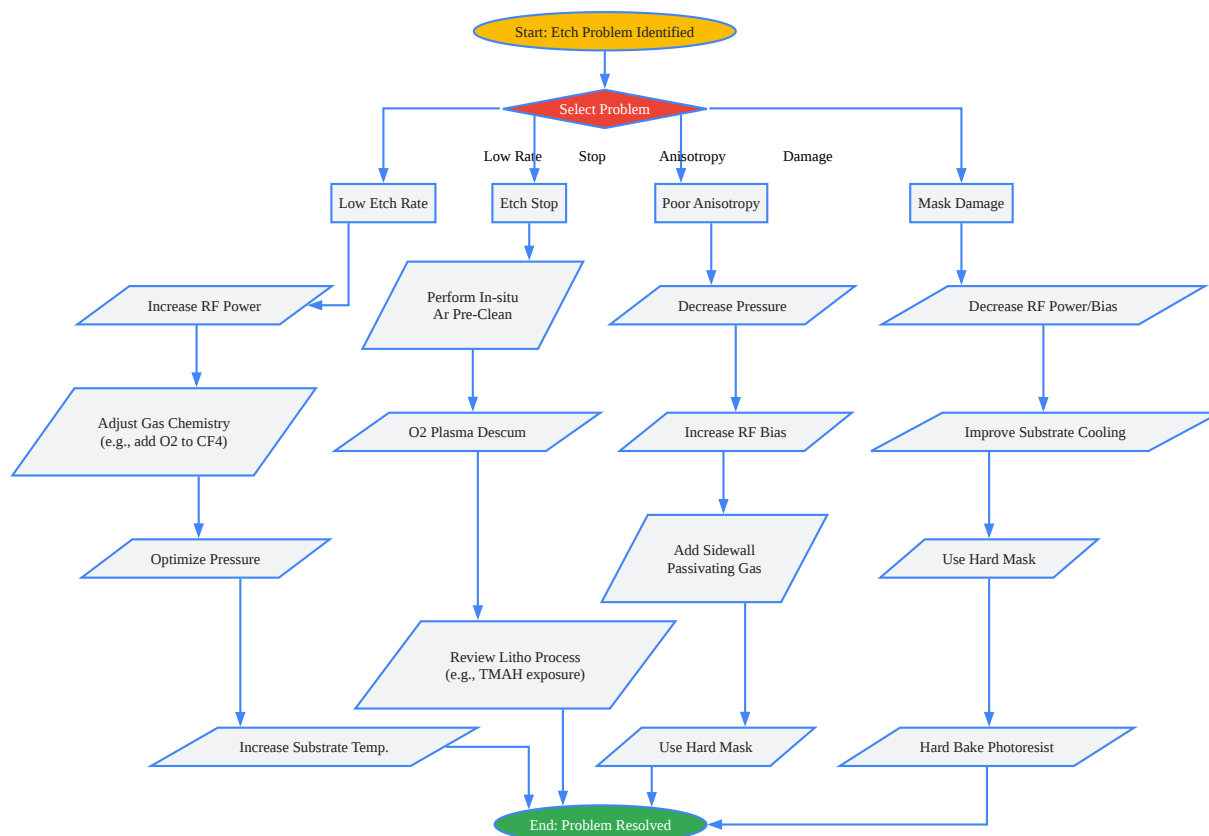 Start: Etch Problem Identified
Select Problem
Low Rate
Stop
Anisotropy
Damage
Low Etch Rate
Etch Stop
Poor Anisotropy
Mask Damage
Increase RF Power
Perform In-situ
Ar Pre-Clean
Decrease Pressure
Decrease RF Power/Bias
Adjust Gas Chemistry
(e.g., add O2 to CF4)
O2 Plasma Descum
Increase RF Bias
Improve Substrate Cooling
Optimize Pressure
Add Sidewall
Passivating Gas
Use Hard Mask
Review Litho Process
(e.g., TMAH exposure)
Increase Substrate Temp.
Use Hard Mask
Hard Bake Photoresist
End: Problem Resolved